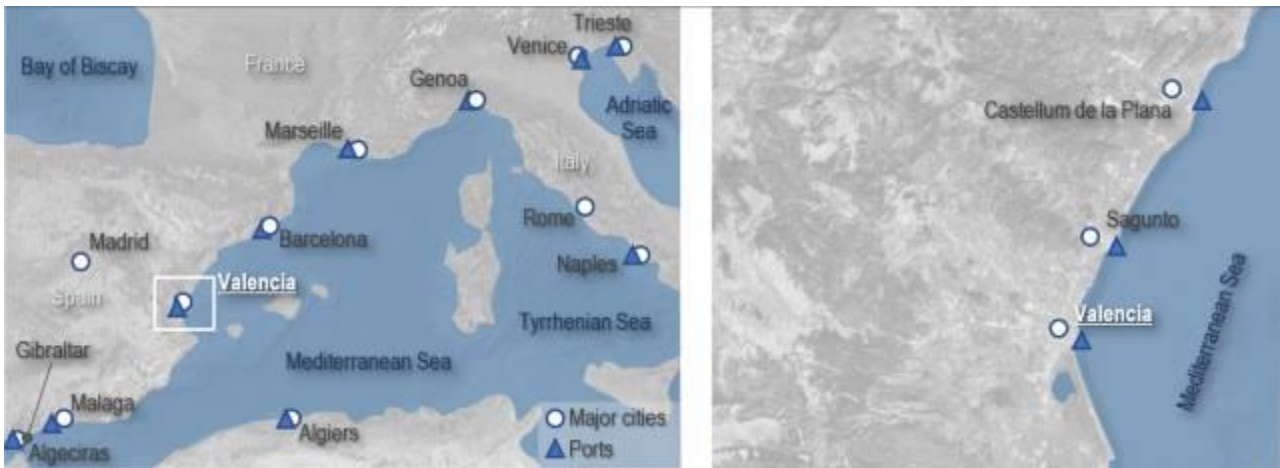 Bay of Biscay
France
Venice
Trieste
Genoa
Adriatic
Sea
Marseille
Italy
Rome
Madrid
Barcelona
Naples
Spain
Valencia
Tyrrhenian Sea
Gibraltar
Mediterranean Sea
Malaga
Algiers
Algeciras
Major cities
Ports
Castellum de la Plana
Sagunto
Valencia
Mediterranean Sea